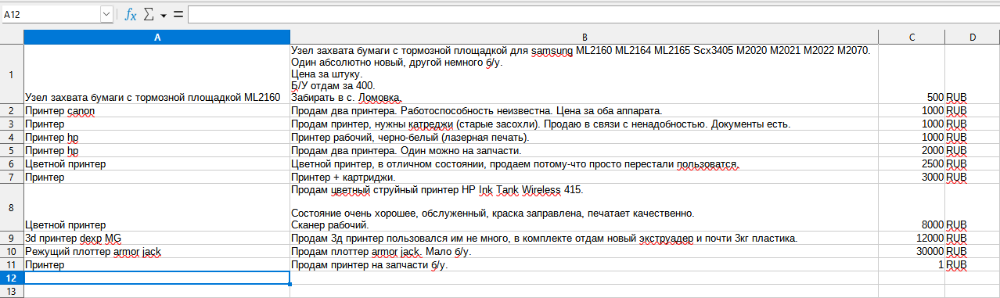 A12
A B C D
1
Узел захвата бумаги с тормозной площадкой ML2160
Узел захвата бумаги с тормозной площадкой для samsung ML2160 ML2164 ML2165 Scx3405 M2020 M2021 M2022 M2070.
Один абсолютно новый, другой немного б/у.
Цена за штуку.
Б/У отдам за 400.
Забирать в с. Ломовка.
500 RUB
2 Принтер canon Продам два принтера. Работоспособность неизвестна. Цена за оба аппарата. 1000 RUB
3 Принтер Продам принтер, нужны катреджи (старые засохли). Продаю в связи с ненадобностью. Документы есть. 1000 RUB
4 Принтер hp Принтер рабочий, черно-белый (лазерная печать). 1000 RUB
5 Принтер hp Продам два принтера. Один можно на запчасти. 2000 RUB
6 Цветной принтер Цветной принтер, в отличном состоянии, продаем потому-что просто перестали пользоватся. 2500 RUB
7 Принтер Принтер + картриджи. 3000 RUB
8
Цветной принтер
Продам цветный струйный принтер HP Ink Tank Wireless 415.
Состояние очень хорошее, обслуженный, краска заправлена, печатает качественно.
Сканер рабочий.
8000 RUB
9 3d принтер dexp MG Продам 3д принтер пользовался им не много, в комплекте отдам новый экструадер и почти 3кг пластика. 12000 RUB
10 Режущий плоттер armor jack Продам плоттер armor jack. Мало б/у. 30000 RUB
11 Принтер Продам принтер на запчасти б/у. 1 RUB
12
13